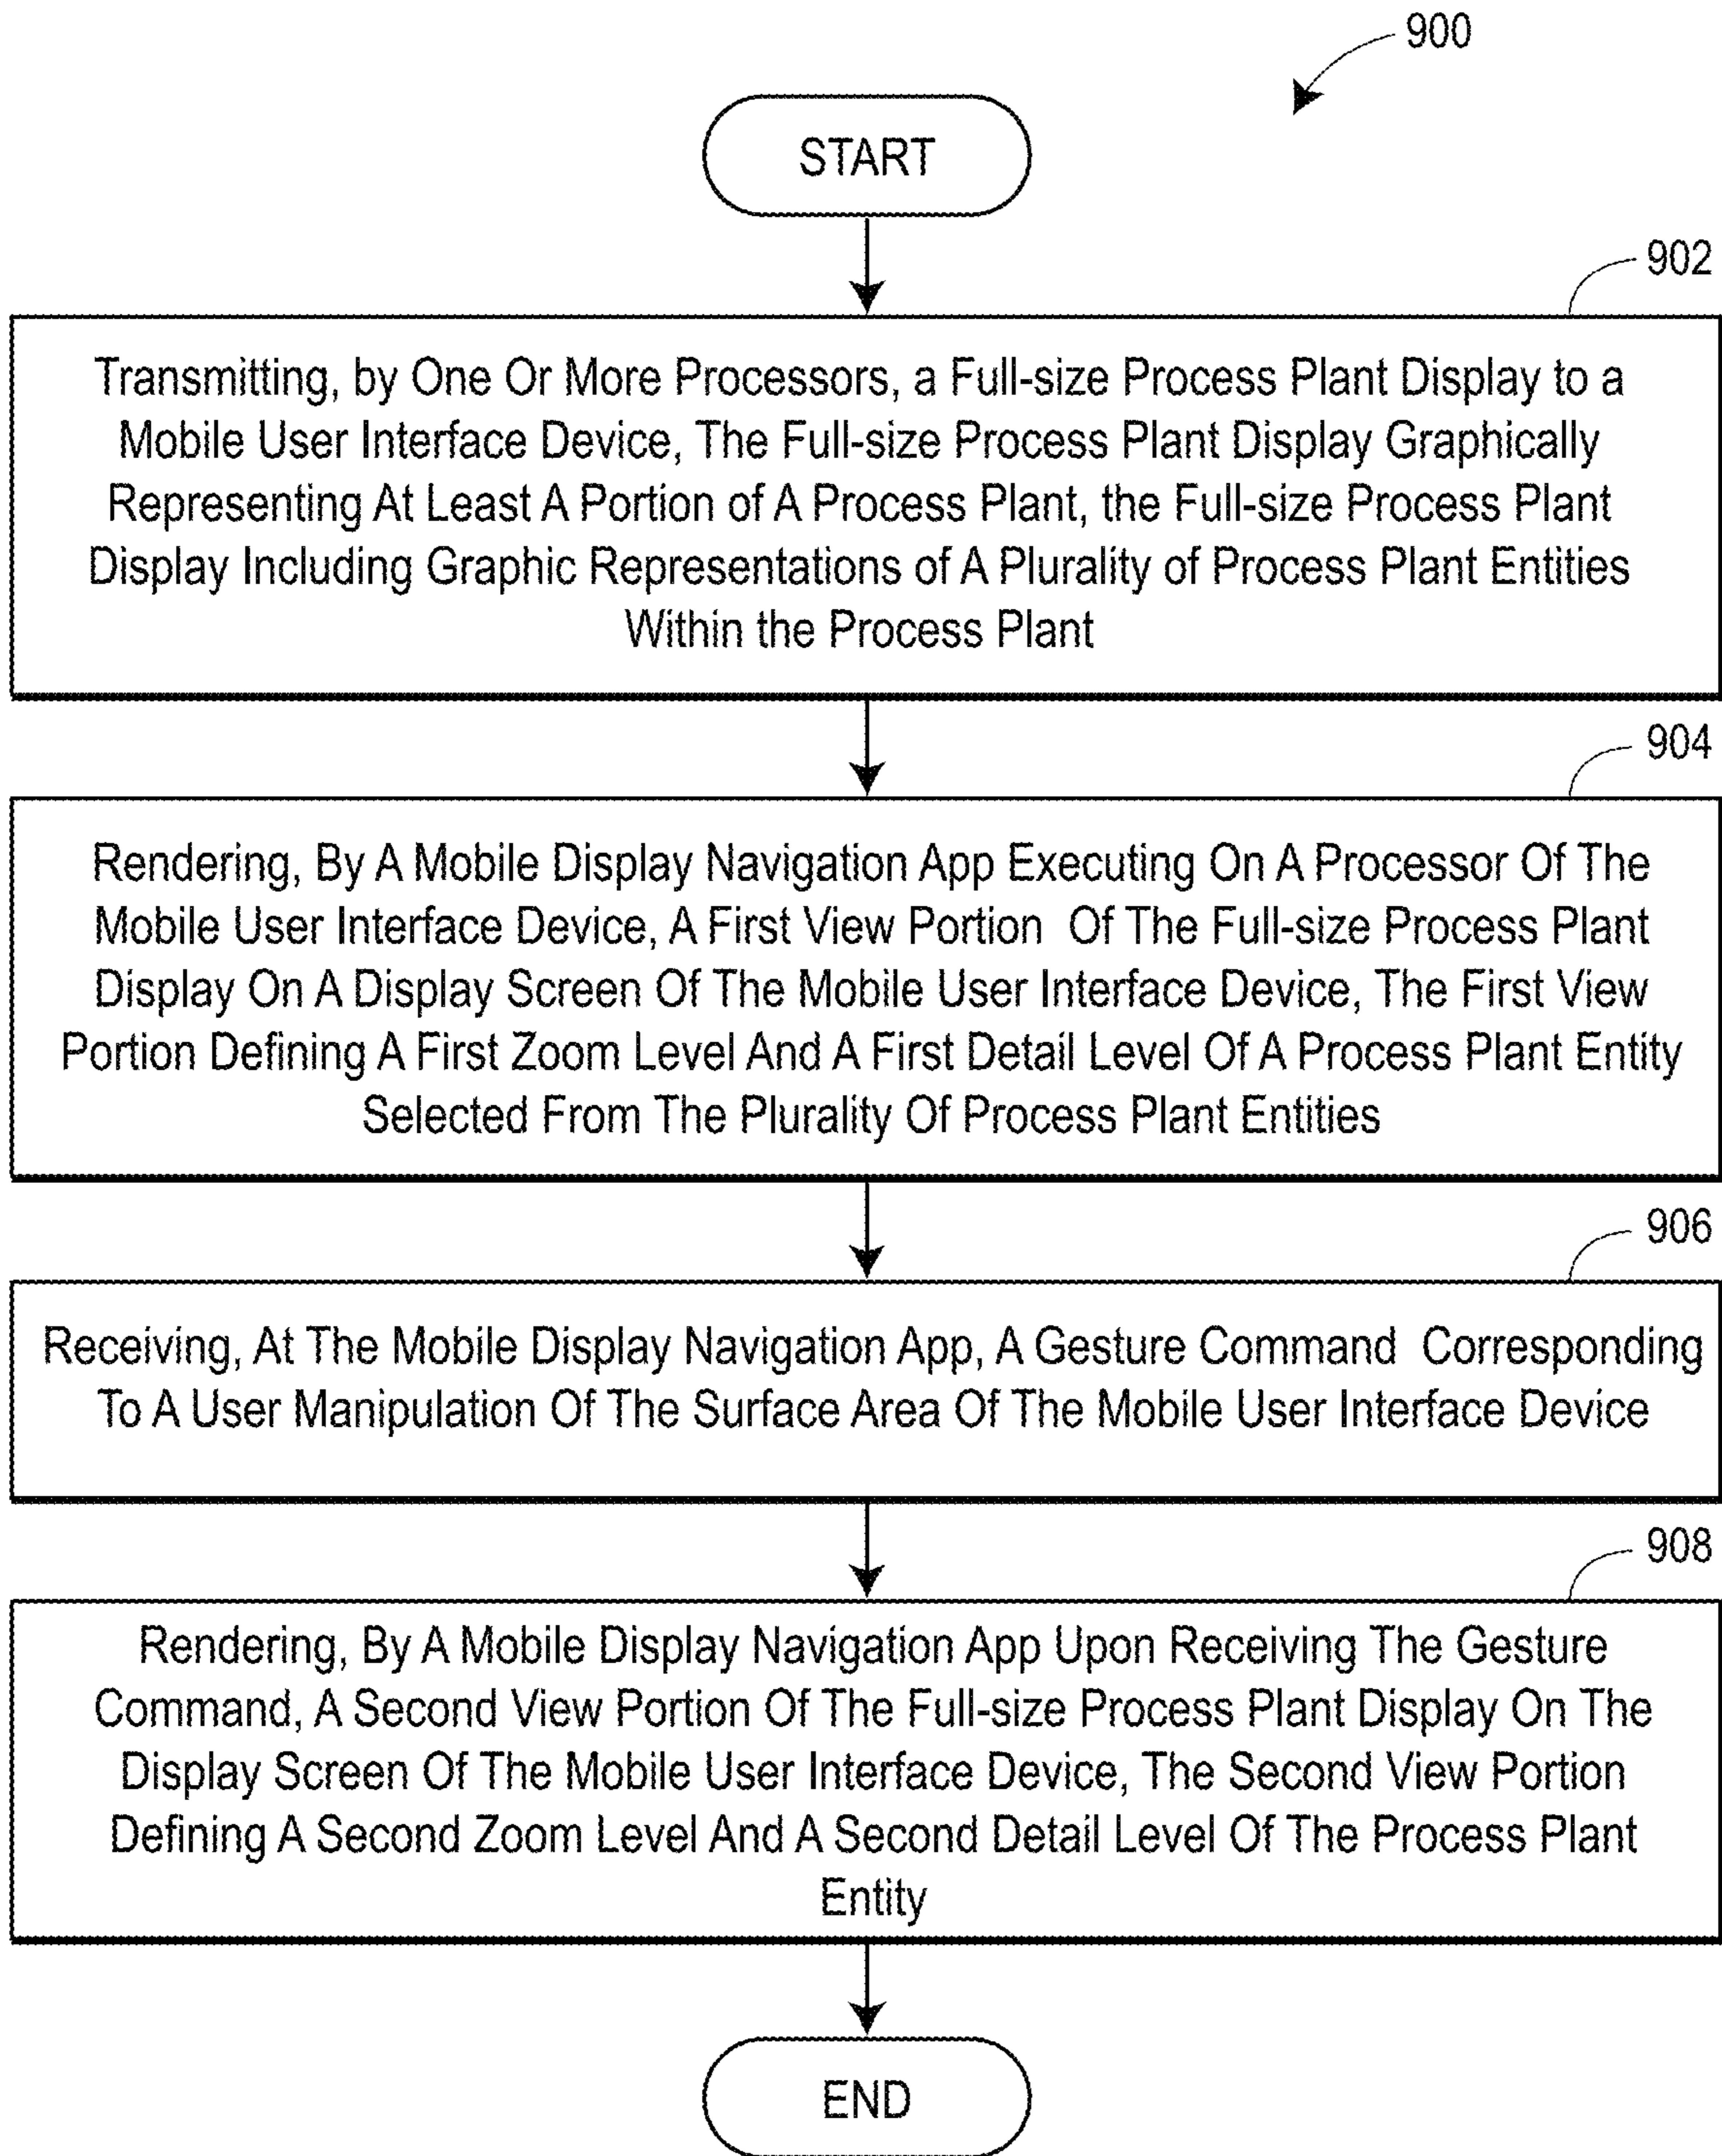 900
START
902
Transmitting, by One Or More Processors, a Full-size Process Plant Display to a
Mobile User Interface Device, The Full-size Process Plant Display Graphically
Representing At Least A Portion of A Process Plant, the Full-size Process Plant
Display Including Graphic Representations of A Plurality of Process Plant Entities
Within the Process Plant
904
Rendering, By A Mobile Display Navigation App Executing On A Processor Of The
Mobile User Interface Device, A First View Portion Of The Full-size Process Plant
Display On A Display Screen Of The Mobile User Interface Device, The First View
Portion Defining A First Zoom Level And A First Detail Level Of A Process Plant Entity
Selected From The Plurality Of Process Plant Entities
906
Receiving, At The Mobile Display Navigation App, A Gesture Command Corresponding
To A User Manipulation Of The Surface Area Of The Mobile User Interface Device
908
Rendering, By A Mobile Display Navigation App Upon Receiving The Gesture
Command, A Second View Portion Of The Full-size Process Plant Display On The
Display Screen Of The Mobile User Interface Device, The Second View Portion
Defining A Second Zoom Level And A Second Detail Level Of The Process Plant
Entity
END